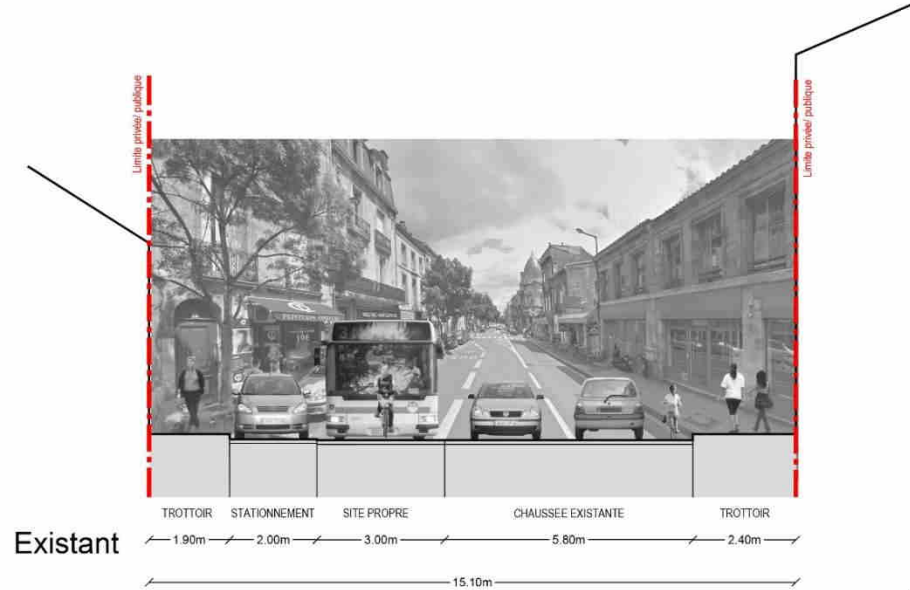 Limite privée/ publique
Limite privée/ publique
TROTTOIR STATIONNEMENT SITE PROPRE CHAUSSEE EXISTANTE TROTTOIR
Existant
1.90m 2.00m 3.00m 5.80m 2.40m
15.10m